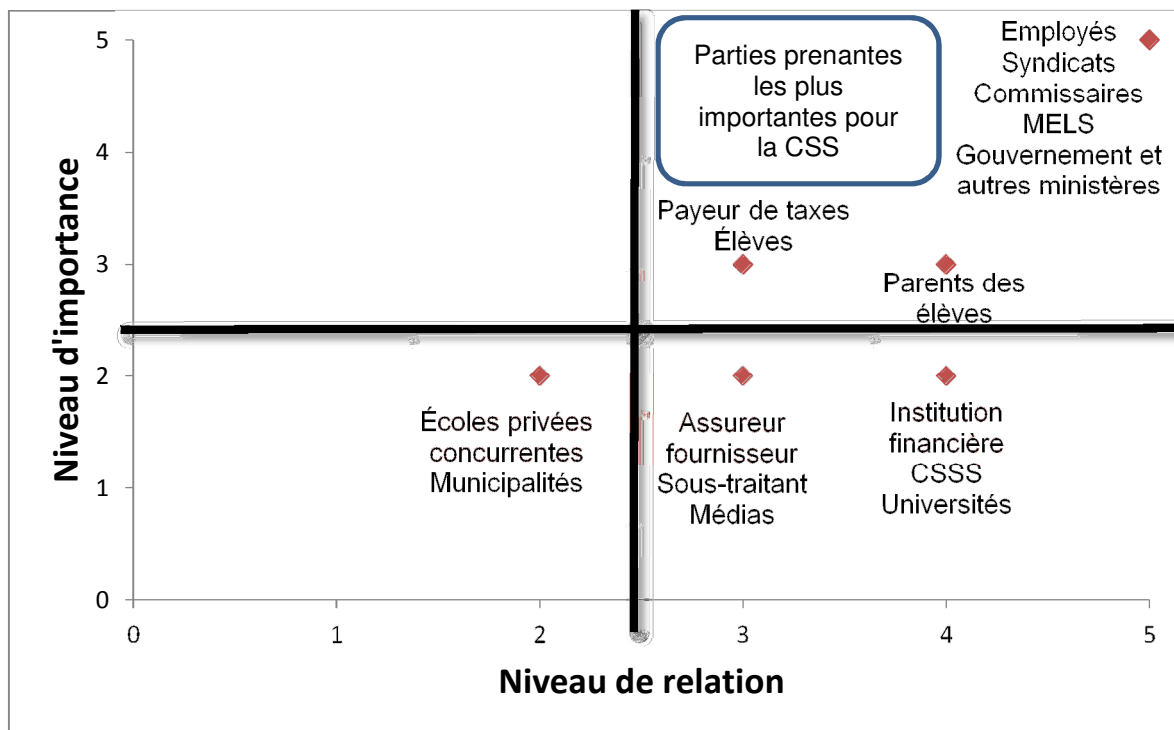 5
4
3
2
1
0
Niveau d'importance
Parties prenantes
les plus
importantes pour
la CSS
Employés
Syndicats
Commissaires
MELS
Gouvernement et
autres ministères
Payeur de taxes
Élèves
Parents des
élèves
Écoles privées
concurrentes
Municipalités
Assureur
fournisseur
Sous-traitant
Médias
Institution
financière
CSSS
Universités
0
1
2
3
4
5
Niveau de relation